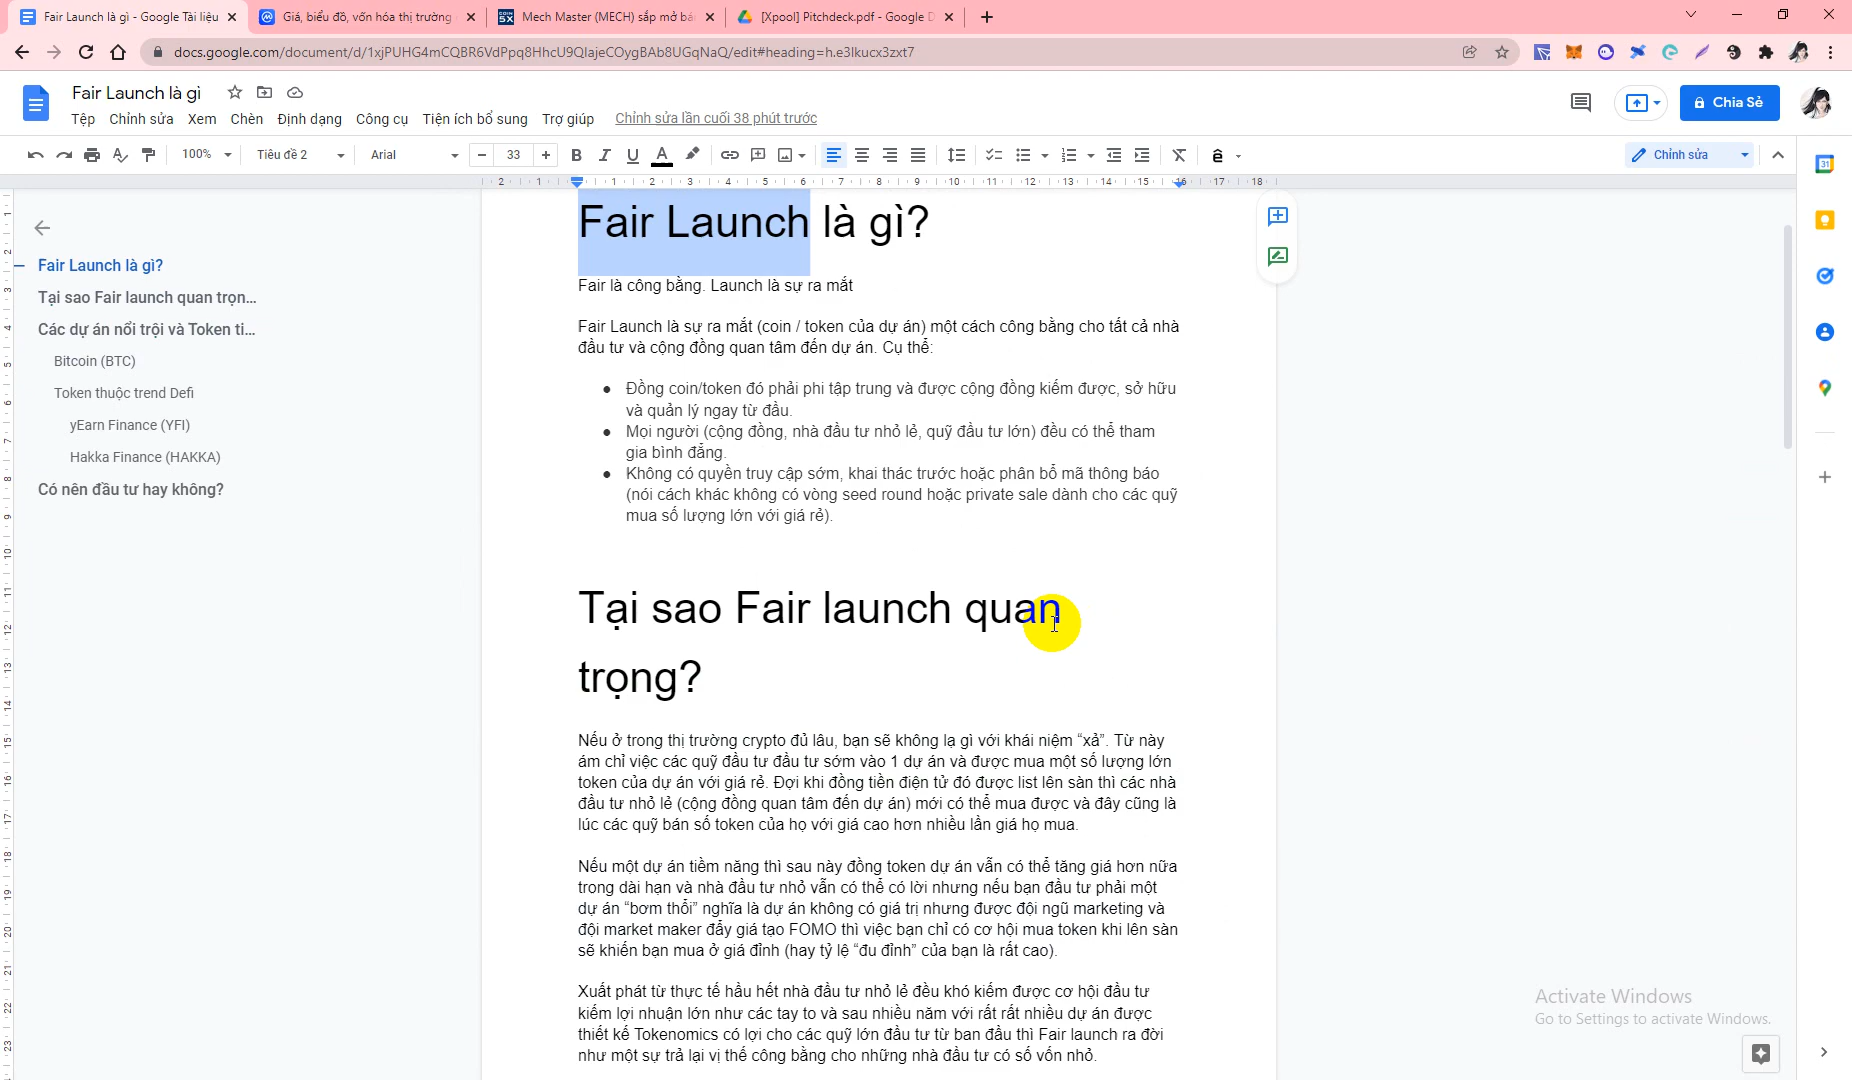 Fair Launch là gì - Google Tài liệu
Giá, biểu đồ, vốn hóa thị trường
Mech Master (MECH) sắp mở bá
[Xpool] Pitchdeck.pdf - Google D
docs.google.com/document/d/1xjPUHG4mCQBR6VdPpq8HhcU9QlajeCOygBAb8UGqNaQ/edit#heading=h.e3lkucx3zxt7
Fair Launch là gì
Tệp Chỉnh sửa Xem Chèn Định dạng Công cụ Tiện ích bổ sung Trợ giúp Chỉnh sửa lần cuối 38 phút trước
Chia Sẻ
100% Tiêu đề 2 Arial 33 Chỉnh sửa
2 1 1 2 3 4 5 6 7 8 9 10 11 12 13 14 15 16 17 18
Fair Launch là gì?
Tại sao Fair launch quan trọn...
Các dự án nổi trội và Token ti...
Bitcoin (BTC)
Token thuộc trend Defi
yEarn Finance (YFI)
Hakka Finance (HAKKA)
Có nên đầu tư hay không?
Fair Launch là gì?
Fair là công bằng. Launch là sự ra mắt
Fair Launch là sự ra mắt (coin / token của dự án) một cách công bằng cho tất cả nhà
đầu tư và cộng đồng quan tâm đến dự án. Cụ thể:
● Đồng coin/token đó phải phi tập trung và được cộng đồng kiếm được, sở hữu
và quản lý ngay từ đầu.
● Mọi người (cộng đồng, nhà đầu tư nhỏ lẻ, quỹ đầu tư lớn) đều có thể tham
gia bình đẳng.
● Không có quyền truy cập sớm, khai thác trước hoặc phân bổ mã thông báo
(nói cách khác không có vòng seed round hoặc private sale dành cho các quỹ
mua số lượng lớn với giá rẻ).
Tại sao Fair launch quan
trọng?
Nếu ở trong thị trường crypto đủ lâu, bạn sẽ không lạ gì với khái niệm “xả”. Từ này
ám chỉ việc các quỹ đầu tư đầu tư sớm vào 1 dự án và được mua một số lượng lớn
token của dự án với giá rẻ. Đợi khi đồng tiền điện tử đó được list lên sàn thì các nhà
đầu tư nhỏ lẻ (cộng đồng quan tâm đến dự án) mới có thể mua được và đây cũng là
lúc các quỹ bán số token của họ với giá cao hơn nhiều lần giá họ mua.
Nếu một dự án tiềm năng thì sau này đồng token dự án vẫn có thể tăng giá hơn nữa
trong dài hạn và nhà đầu tư nhỏ vẫn có thể có lời nhưng nếu bạn đầu tư phải một
dự án “bơm thổi” nghĩa là dự án không có giá trị nhưng được đội ngũ marketing và
đội market maker đẩy giá tạo FOMO thì việc bạn chỉ có cơ hội mua token khi lên sàn
sẽ khiến bạn mua ở giá đỉnh (hay tỷ lệ “đu đỉnh” của bạn là rất cao).
Xuất phát từ thực tế hầu hết nhà đầu tư nhỏ lẻ đều khó kiếm được cơ hội đầu tư
kiếm lợi nhuận lớn như các tay to và sau nhiều năm với rất rất nhiều dự án được
thiết kế Tokenomics có lợi cho các quỹ lớn đầu tư từ ban đầu thì Fair launch ra đời
như một sự trả lại vị thế công bằng cho những nhà đầu tư có số vốn nhỏ.
Activate Windows
Go to Settings to activate Windows.